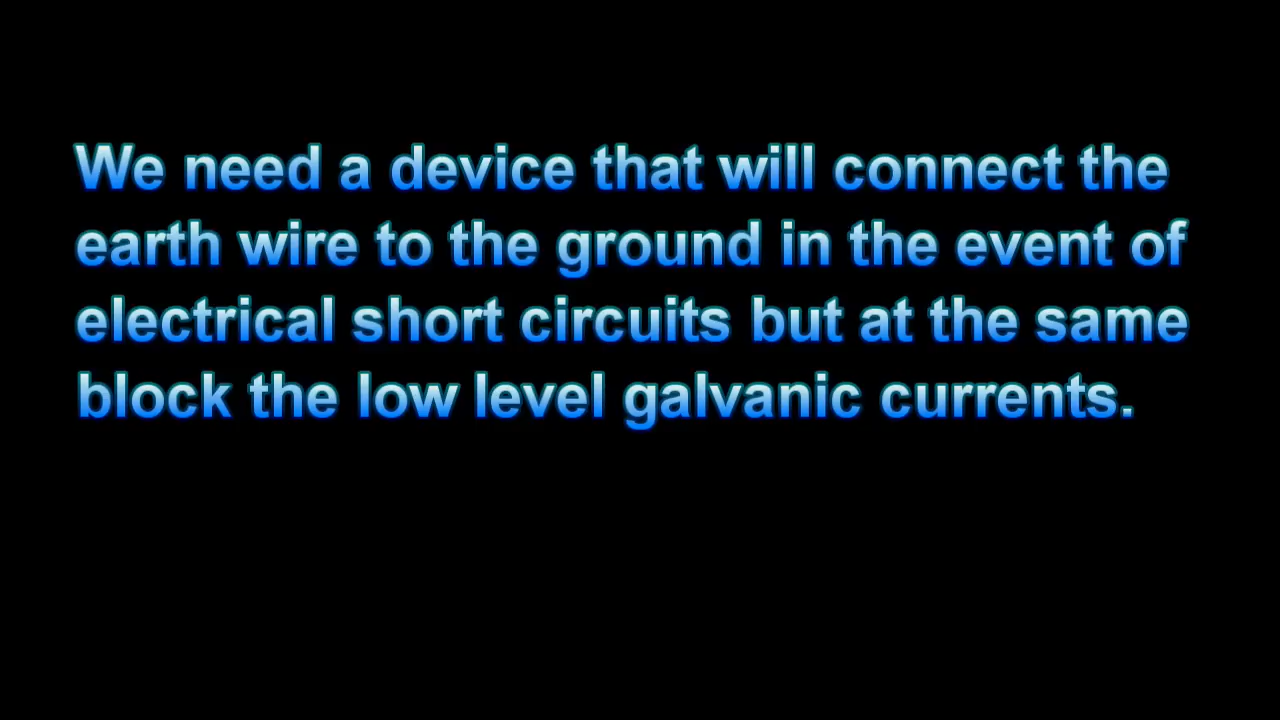 We need a device that will connect the
earth wire to the ground in the event of
electrical short circuits but at the same
block the low level galvanic currents.